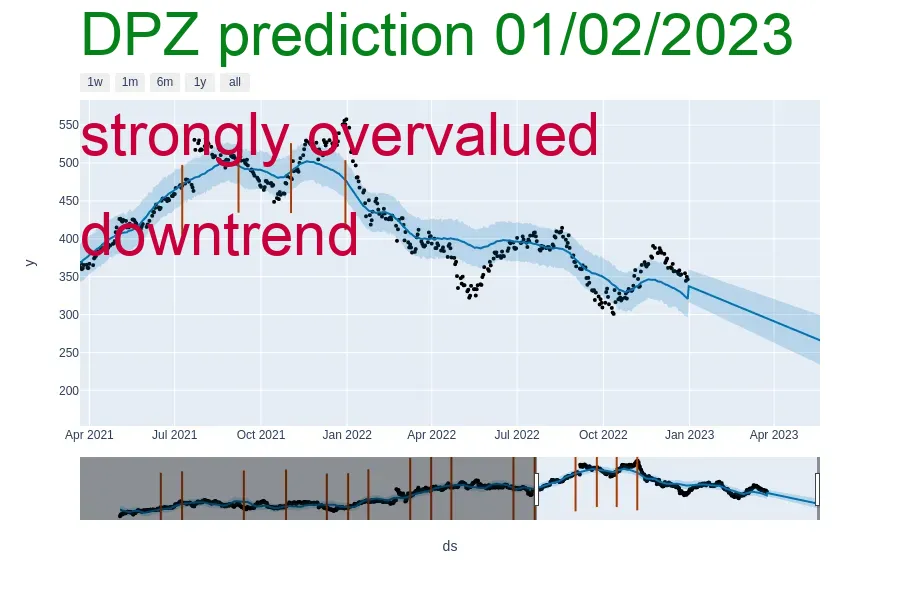 DPZ prediction 01/02/2023
1w 1m 6m 1y all
strongly overvalued
downtrend
550
500
450
400
350
300
250
200
y
Apr 2021 Jul 2021 Oct 2021 Jan 2022 Apr 2022 Jul 2022 Oct 2022 Jan 2023 Apr 2023
ds